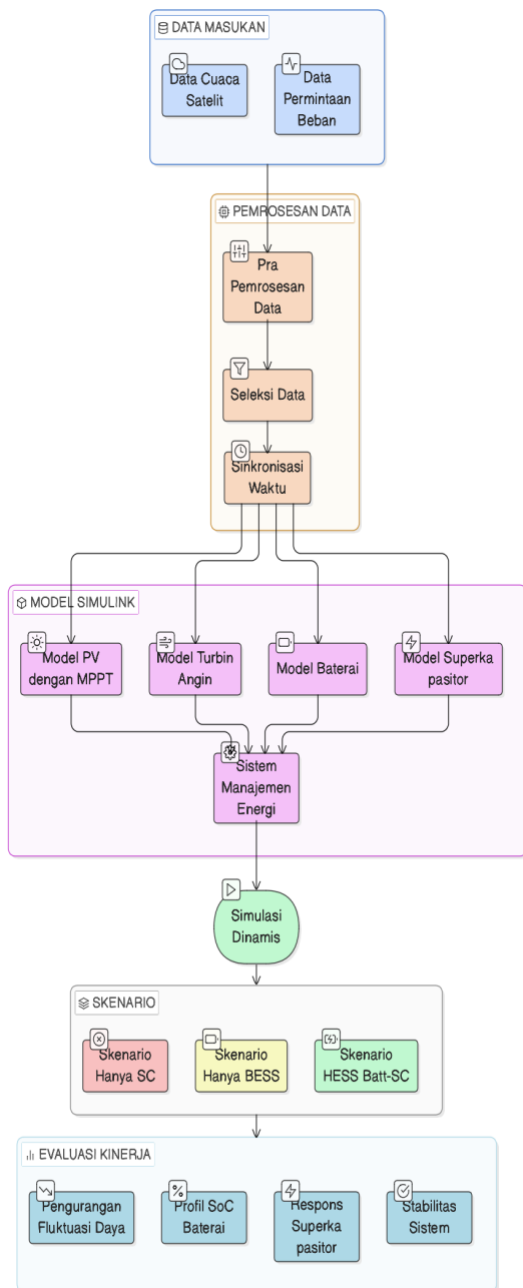 DATA MASUKAN
Data Cuaca
Satelit
Data
Permintaan
Beban
PEMROSESAN DATA
Pra
Pemrosesan
Data
Seleksi Data
Sinkronisasi
Waktu
MODEL SIMULINK
Model PV
dengan MPPT
Model Turbin
Angin
Model Baterai
Model Superka
pasitor
Sistem
Manajemen
Energi
Simulasi
Dinamis
SKENARIO
Skenario
Hanya SC
Skenario
Hanya BESS
Skenario
HESS Batt-SC
EVALUASI KINERJA
Pengurangan
Fluktuasi Daya
Profil SoC
Baterai
Respons
Superka
pasitor
Stabilitas
Sistem